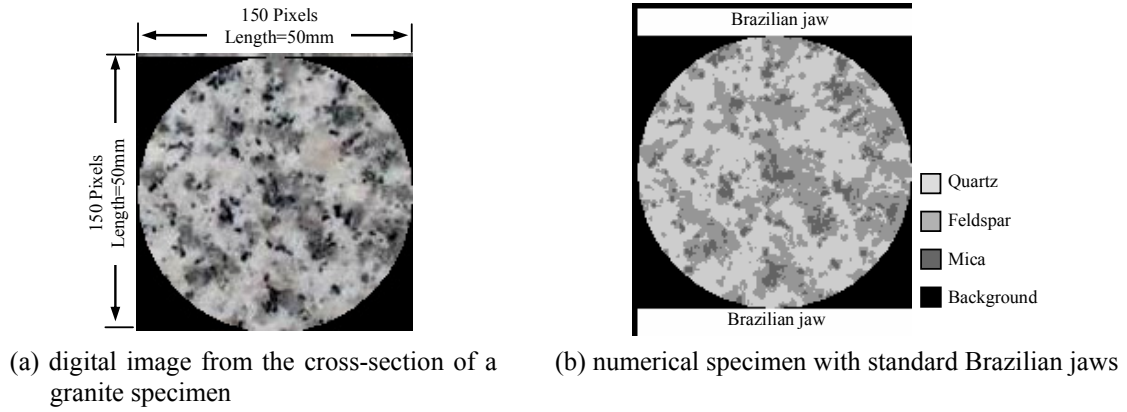 150 Pixels
Length=50mm
150 Pixels
Length=50mm
Brazilian jaw
Quartz
Feldspar
Mica
Background
Brazilian jaw
(a) digital image from the cross-section of a
granite specimen
(b) numerical specimen with standard Brazilian jaws